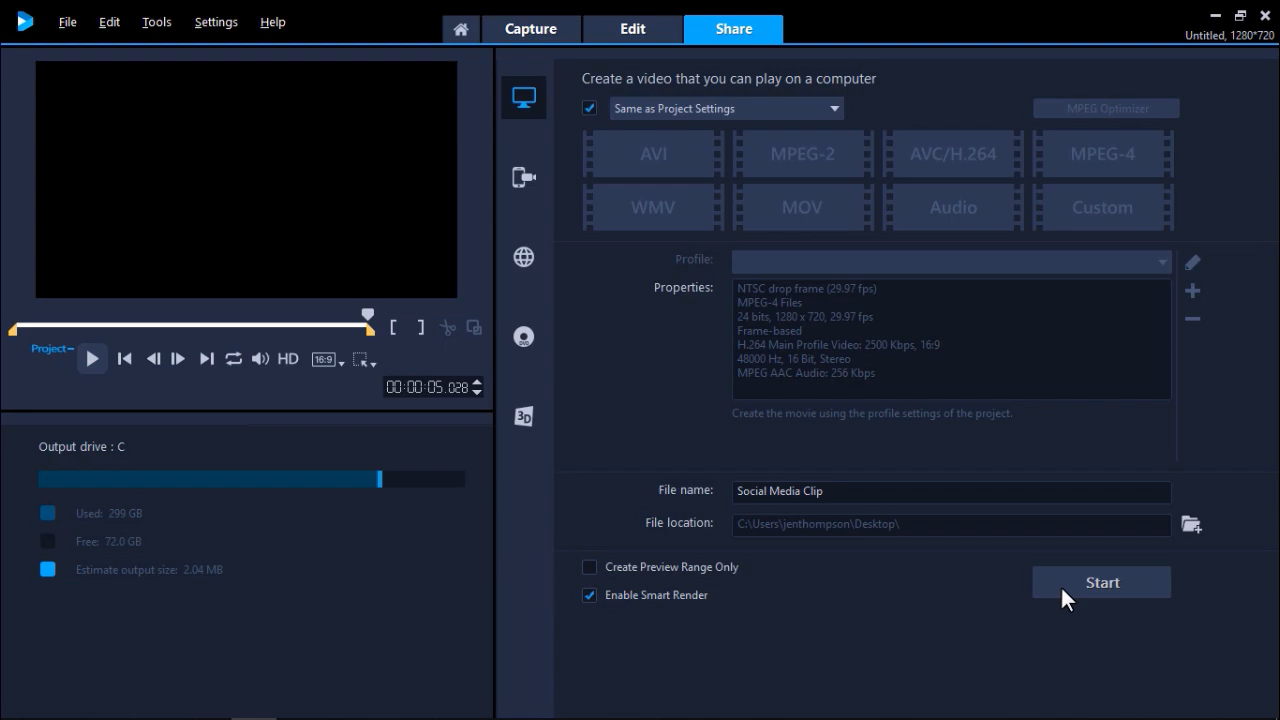 File Edit Tools Settings Help
Capture Edit Share
Untitled, 1280*720
Create a video that you can play on a computer
Same as Project Settings
MPEG Optimizer
AVI MPEG-2 AVC/H.264 MPEG-4
WMV MOV Audio Custom
Profile:
Properties:
NTSC drop frame (29.97 fps)
MPEG-4 Files
24 bits, 1280 x 720, 29.97 fps
Frame-based
H.264 Main Profile Video: 2500 Kbps, 16:9
48000 Hz, 16 Bit, Stereo
MPEG AAC Audio: 256 Kbps
Create the movie using the profile settings of the project.
[ ]
Project-
HD 16:9
00:00:05.028
DVD
3D
Output drive : C
Used: 299 GB
Free: 72.0 GB
Estimate output size: 2.04 MB
File name: Social Media Clip
File location: C:\Users\jenthompson\Desktop\
Create Preview Range Only
Enable Smart Render
Start